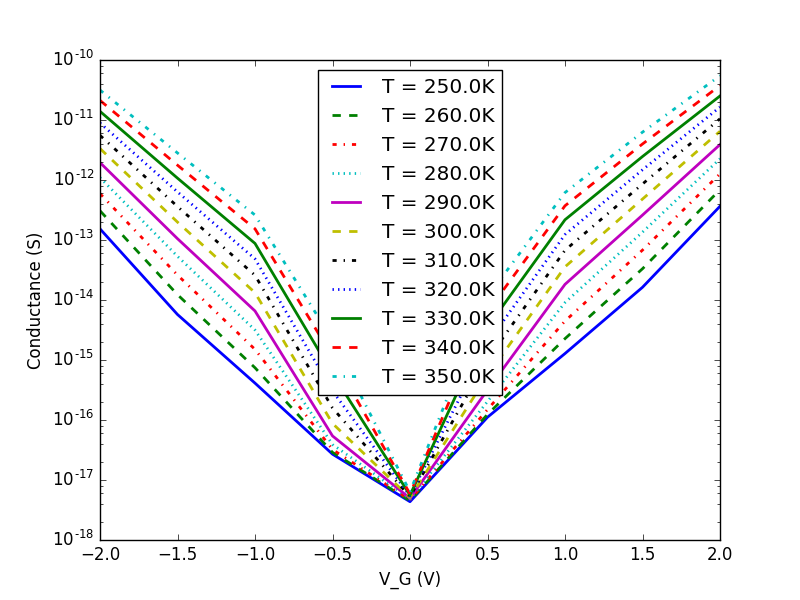 10^-10
10^-11
10^-12
10^-13
10^-14
10^-15
10^-16
10^-17
10^-18
Conductance (S)
T = 250.0K
T = 260.0K
T = 270.0K
T = 280.0K
T = 290.0K
T = 300.0K
T = 310.0K
T = 320.0K
T = 330.0K
T = 340.0K
T = 350.0K
−2.0 −1.5 −1.0 −0.5 0.0 0.5 1.0 1.5 2.0
V_G (V)